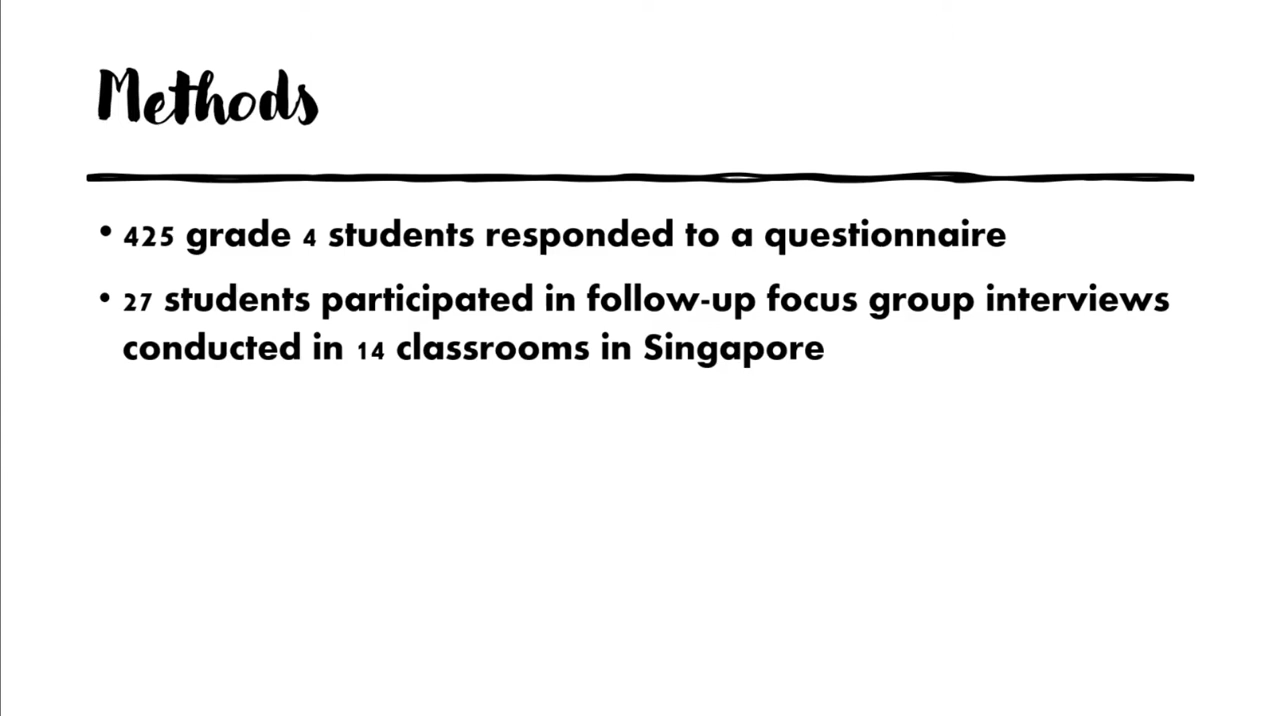 Methods
• 425 grade 4 students responded to a questionnaire
• 27 students participated in follow-up focus group interviews
conducted in 14 classrooms in Singapore